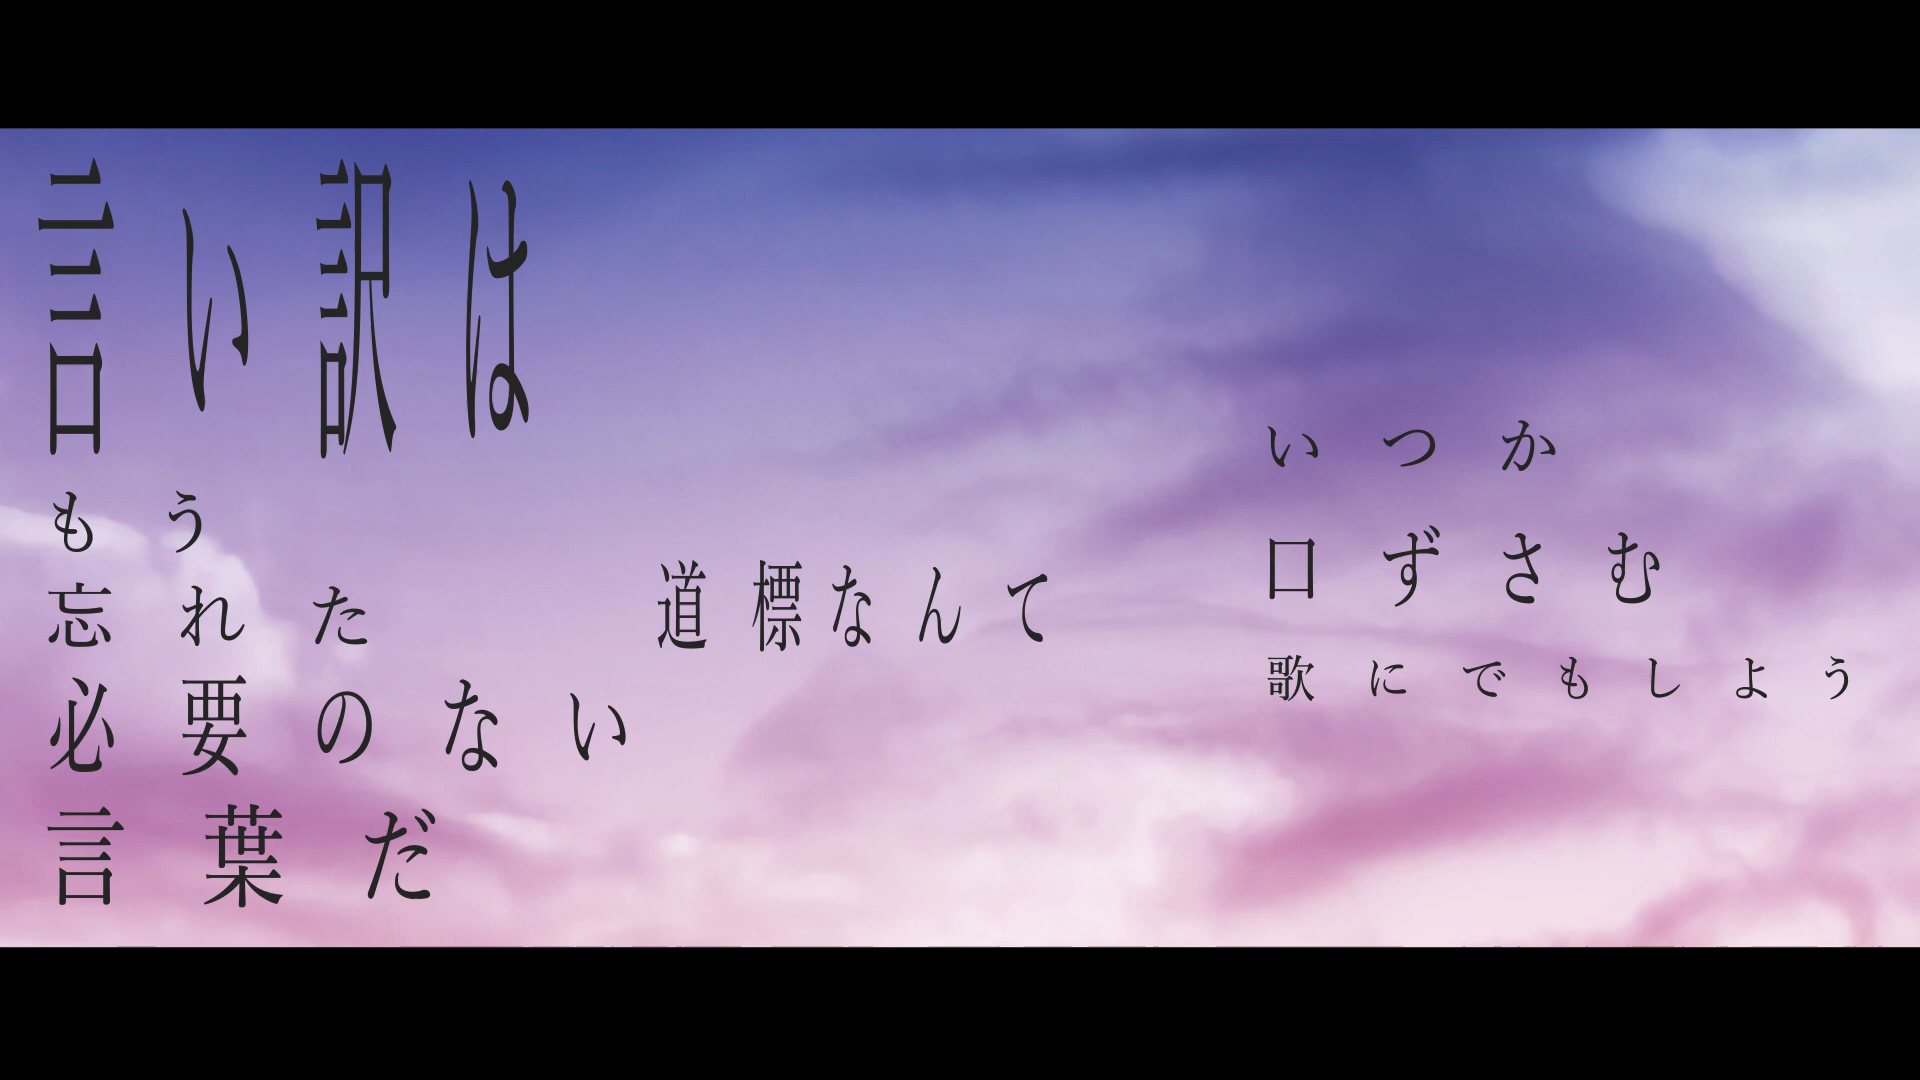 言い訳は
もう
忘れた
必要のない
言葉だ
道標なんて
いつか
口ずさむ
歌にでもしよう